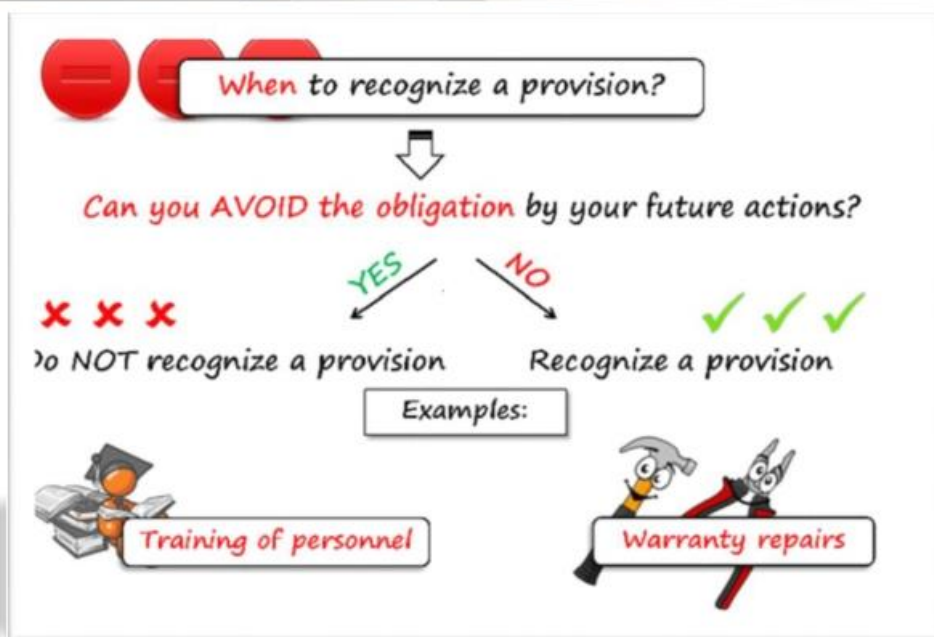 When to recognize a provision?
Can you AVOID the obligation by your future actions?
YES
NO
Do NOT recognize a provision
Recognize a provision
Examples:
Training of personnel
Warranty repairs